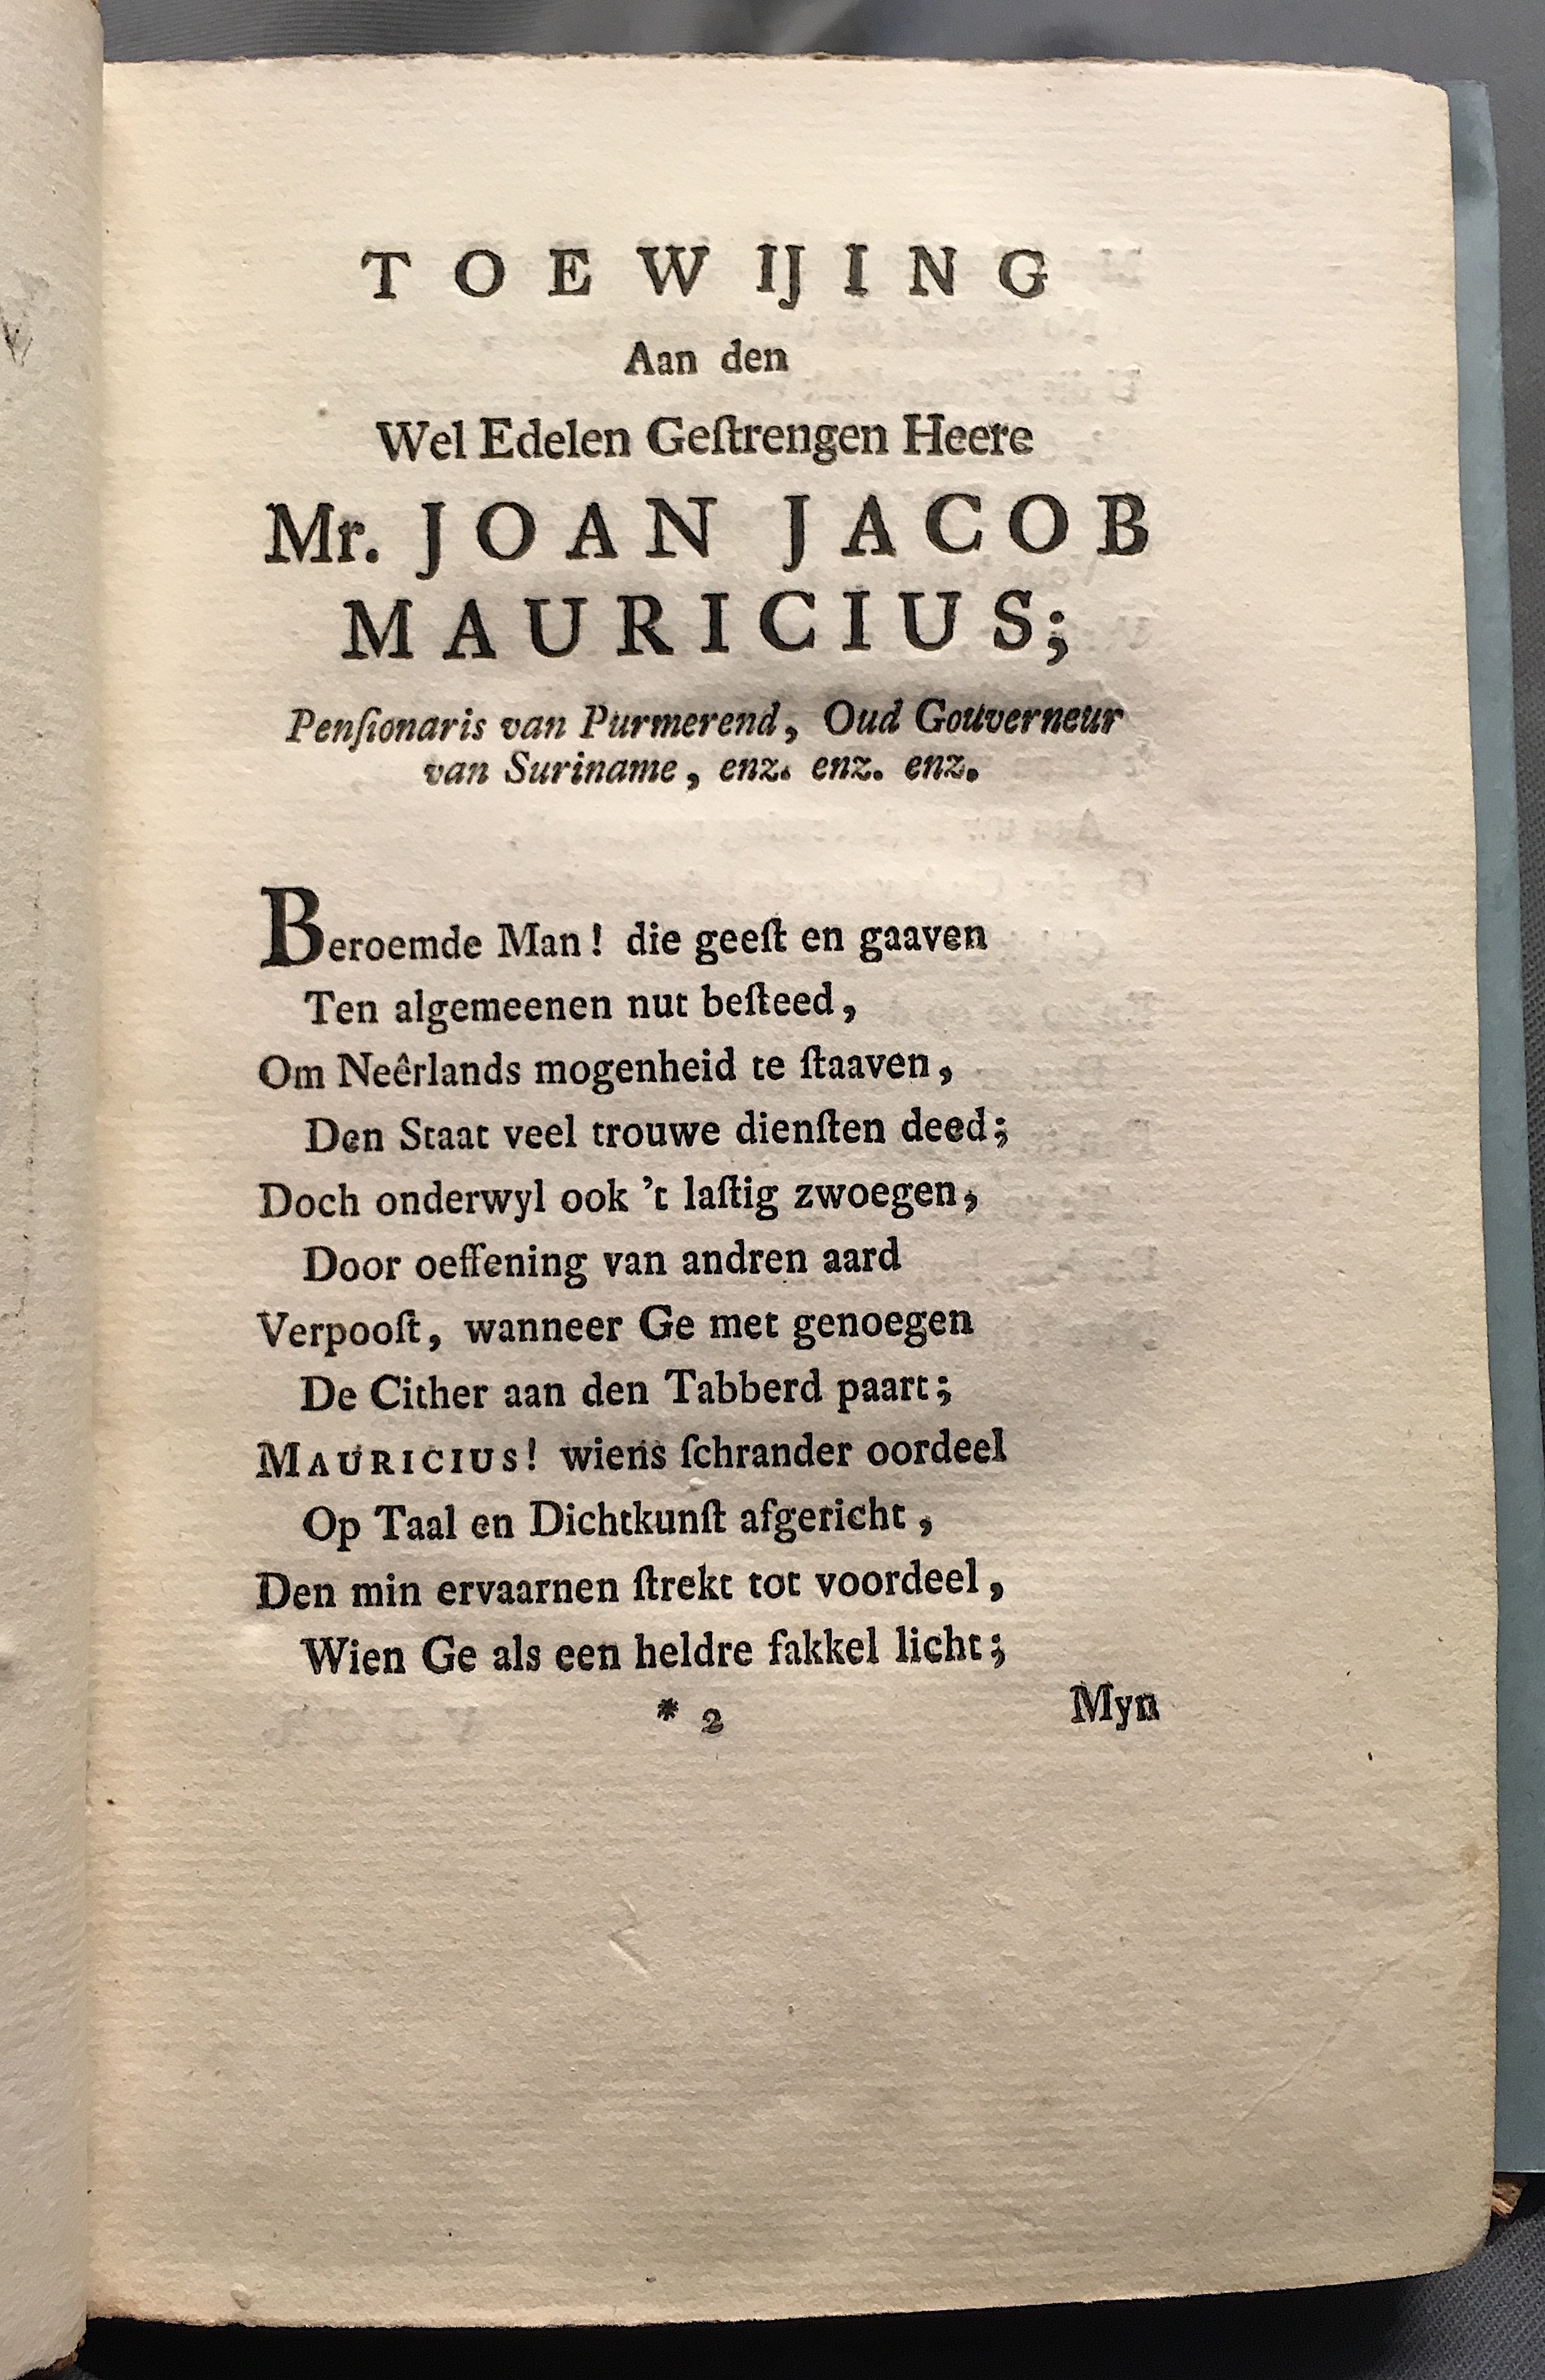 TOEWIJING
Aan den
Wel Edelen Geſtrengen Heere
Mr. JOAN JACOB
MAURICIUS;
Penſionaris van Purmerend, Oud Gouverneur
van Suriname, enz. enz. enz.
Beroemde Man! die geeſt en gaaven
Ten algemeenen nut beſteed,
Om Neêrlands mogenheid te ſtaaven,
Den Staat veel trouwe dienſten deed;
Doch onderwyl ook 't laſtig zwoegen,
Door oeffening van andren aard
Verpooſt, wanneer Ge met genoegen
De Cither aan den Tabberd paart;
MAURICIUS! wiens ſchrander oordeel
Op Taal en Dichtkunſt afgericht,
Den min ervaarnen ſtrekt tot voordeel,
Wien Ge als een heldre fakkel licht;
* 2 Myn